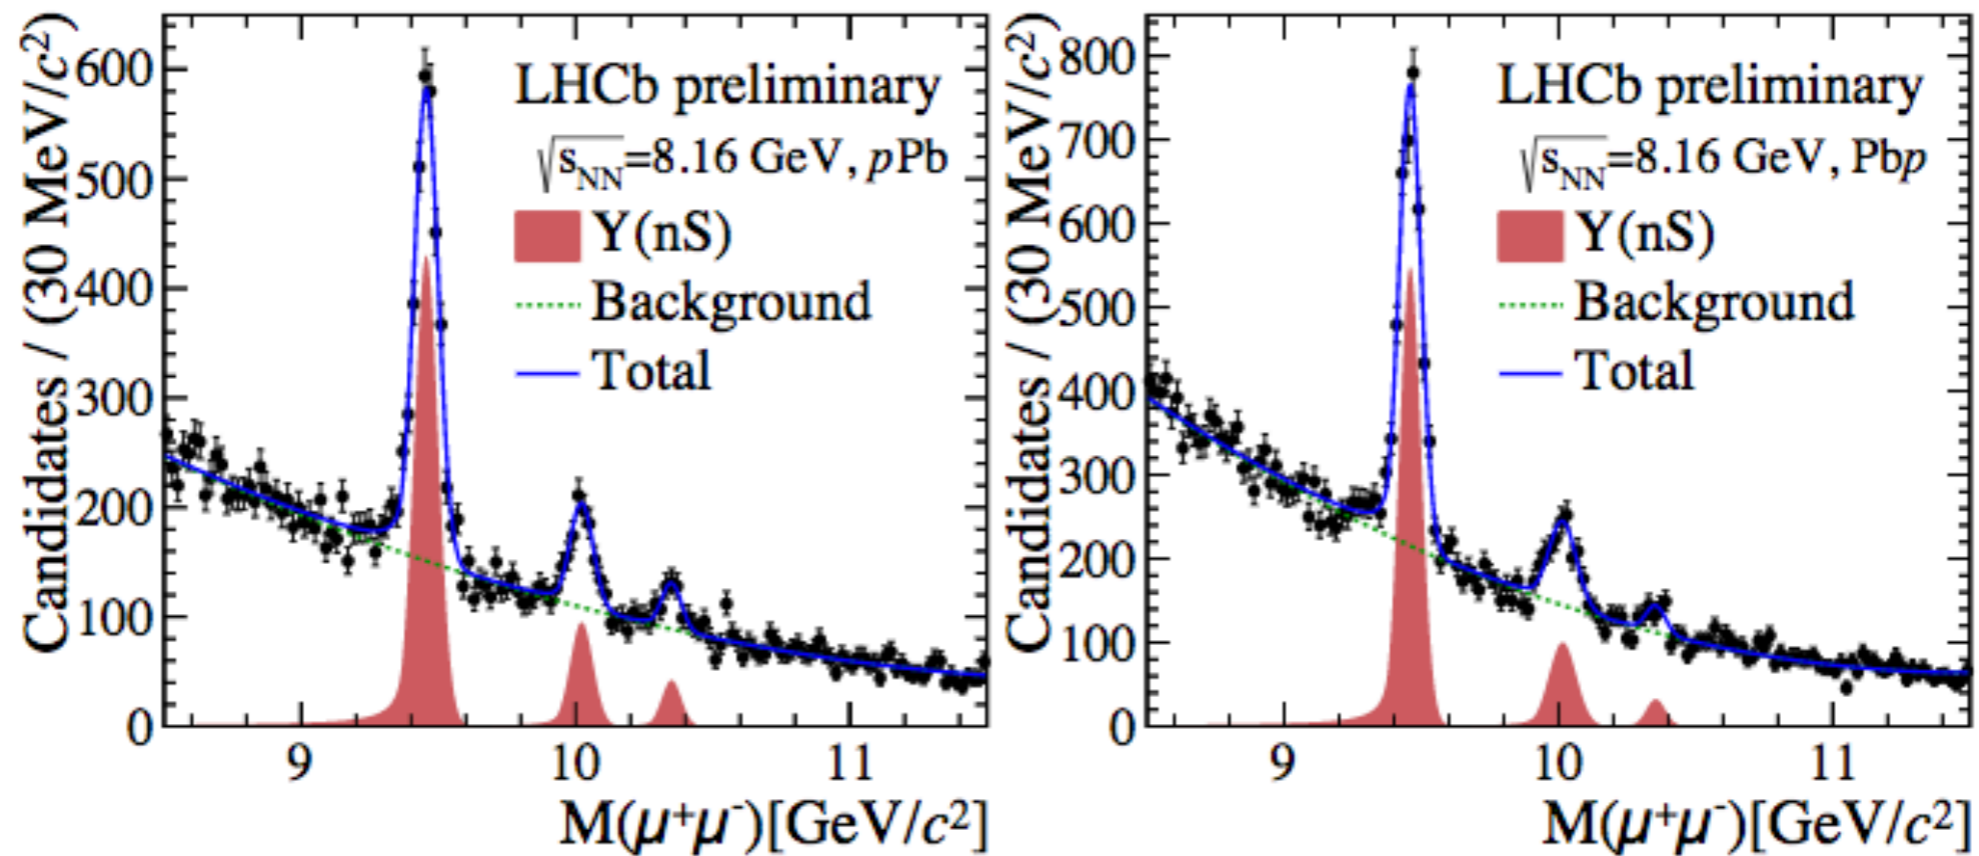 Candidates / (30 MeV/c²)
600
500
400
300
200
100
0
LHCb preliminary
√sNN=8.16 GeV, pPb
Υ(nS)
Background
Total
9 10 11
M(μ⁺μ⁻)[GeV/c²]
Candidates / (30 MeV/c²)
800
700
600
500
400
300
200
100
0
LHCb preliminary
√sNN=8.16 GeV, Pbp
Υ(nS)
Background
Total
9 10 11
M(μ⁺μ⁻)[GeV/c²]